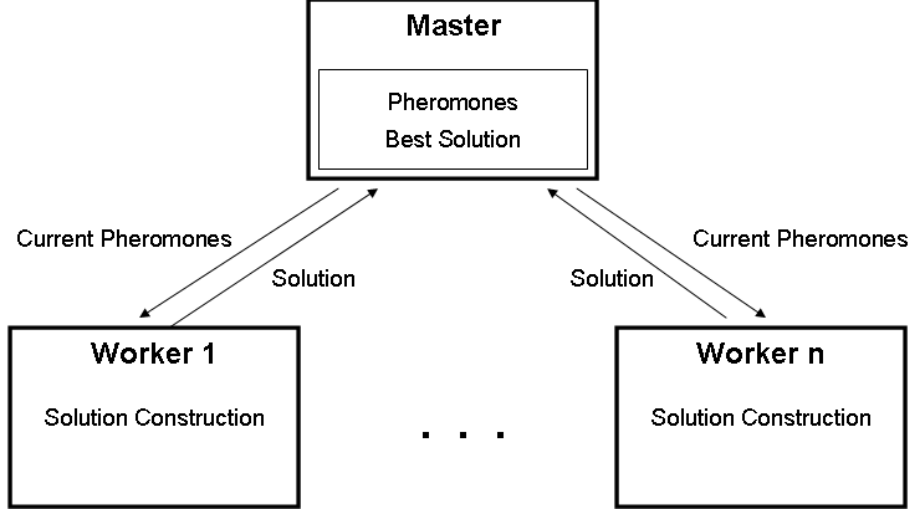 Master
Pheromones
Best Solution
Current Pheromones
Current Pheromones
Solution
Solution
Worker 1
Worker n
Solution Construction
Solution Construction
. . .